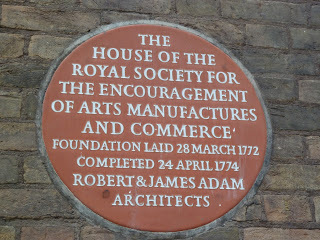 THE
HOUSE OF THE
ROYAL SOCIETY FOR
THE ENCOURAGEMENT
OF ARTS MANUFACTURES
AND COMMERCE
FOUNDATION LAID 28 MARCH 1772
COMPLETED 24 APRIL 1774
ROBERT & JAMES ADAM
ARCHITECTS